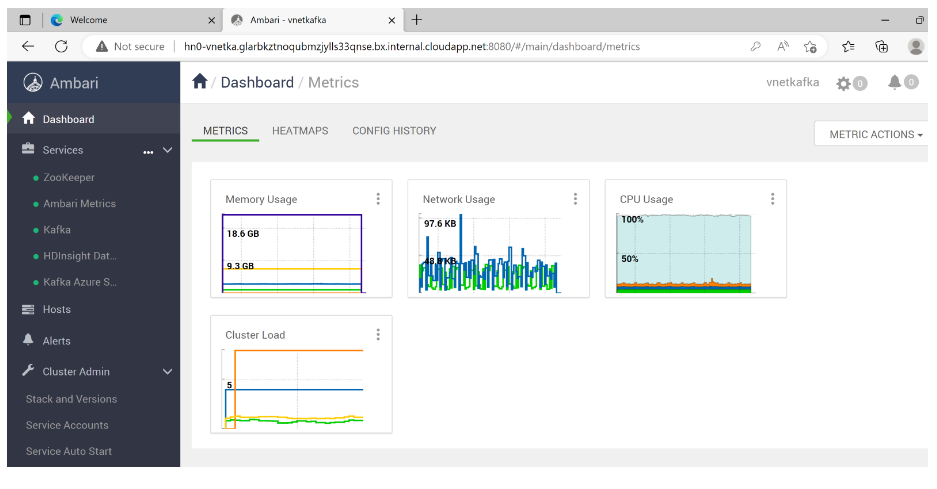 Welcome
Ambari - vnetkafka
Not secure
hn0-vnetka.glarbkztnoqubmzjylls33qnse.bx.internal.cloudapp.net:8080/#/main/dashboard/metrics
Ambari
/ Dashboard / Metrics
vnetkafka
0
0
Dashboard
METRICS
HEATMAPS
CONFIG HISTORY
METRIC ACTIONS
Services
...
ZooKeeper
Ambari Metrics
Kafka
HDInsight Dat...
Kafka Azure S...
Hosts
Alerts
Cluster Admin
Stack and Versions
Service Accounts
Service Auto Start
Memory Usage
18.6 GB
9.3 GB
Network Usage
97.6 KB
48.8 KB
CPU Usage
100%
50%
Cluster Load
5